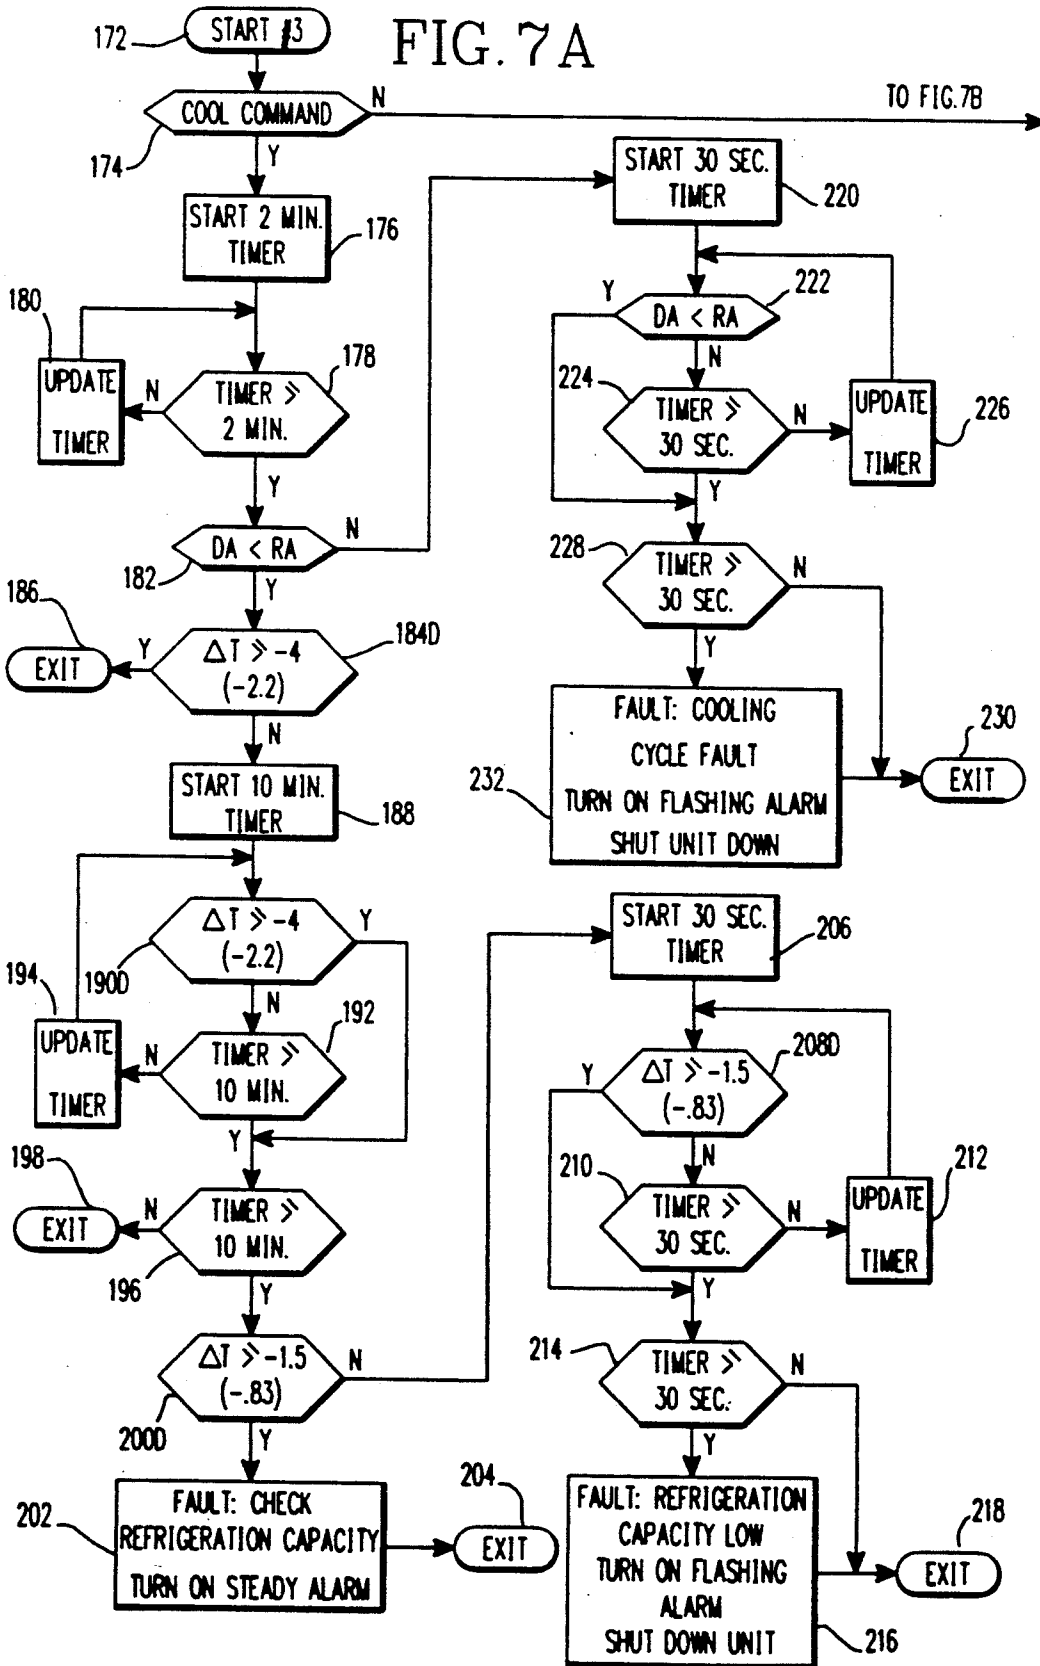 FIG. 7A
172
START #3
174
COOL COMMAND
N
TO FIG.7B
Y
START 2 MIN.
TIMER
176
180
UPDATE
TIMER
178
TIMER ⩾
2 MIN.
N
Y
182
DA < RA
N
Y
186
EXIT
Y
184D
△T ⩾ -4
(-2.2)
N
START 10 MIN.
TIMER
188
190D
△T ⩾ -4
(-2.2)
Y
N
194
UPDATE
TIMER
192
TIMER ⩾
10 MIN.
N
Y
198
EXIT
N
TIMER ⩾
10 MIN.
196
Y
△T ⩾ -1.5
(-.83)
200D
N
Y
202
FAULT: CHECK
REFRIGERATION CAPACITY
TURN ON STEADY ALARM
204
EXIT
START 30 SEC.
TIMER
220
Y
222
DA < RA
N
224
TIMER ⩾
30 SEC.
N
UPDATE
TIMER
226
Y
228
TIMER ⩾
30 SEC.
N
Y
FAULT: COOLING
CYCLE FAULT
TURN ON FLASHING ALARM
SHUT UNIT DOWN
232
230
EXIT
START 30 SEC.
TIMER
206
Y
208D
△T ⩾ -1.5
(-.83)
N
210
TIMER ⩾
30 SEC.
N
212
UPDATE
TIMER
Y
214
TIMER ⩾
30 SEC.
N
Y
FAULT: REFRIGERATION
CAPACITY LOW
TURN ON FLASHING
ALARM
SHUT DOWN UNIT
216
218
EXIT